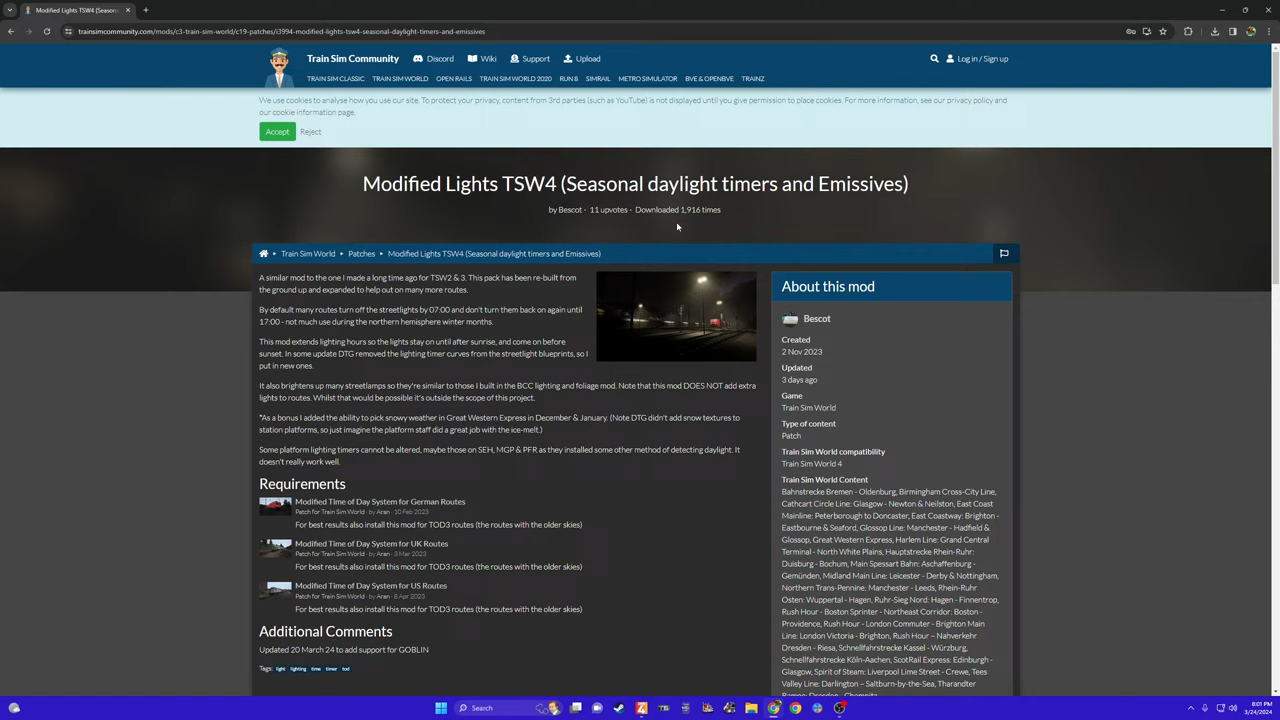 Modified Lights TSW4 (Season
trainsimcommunity.com/mods/c3-train-sim-world/c19-patches/i3994-modified-lights-tsw4-seasonal-daylight-timers-and-emissives
Train Sim Community
Discord
Wiki
Support
Upload
Log in / Sign up
TRAIN SIM CLASSIC
TRAIN SIM WORLD
OPEN RAILS
TRAIN SIM WORLD 2020
RUN 8
SIMRAIL
METRO SIMULATOR
BVE & OPENBVE
TRAINZ
We use cookies to analyse how you use our site. To protect your privacy, content from 3rd parties (such as YouTube) is not displayed until you give permission to place cookies. For more information, see our privacy policy and
our cookie information page.
Accept
Reject
Modified Lights TSW4 (Seasonal daylight timers and Emissives)
by Bescot · 11 upvotes · Downloaded 1,916 times
Train Sim World ▸ Patches ▸ Modified Lights TSW4 (Seasonal daylight timers and Emissives)
A similar mod to the one I made a long time ago for TSW2 & 3. This pack has been re-built from
the ground up and expanded to help out on many more routes.
By default many routes turn off the streetlights by 07:00 and don't turn them back on again until
17:00 - not much use during the northern hemisphere winter months.
This mod extends lighting hours so the lights stay on until after sunrise, and come on before
sunset. In some update DTG removed the lighting timer curves from the streetlight blueprints, so I
put in new ones.
It also brightens up many streetlamps so they're similar to those I built in the BCC lighting and foliage mod. Note that this mod DOES NOT add extra
lights to routes. Whilst that would be possible it's outside the scope of this project.
*As a bonus I added the ability to pick snowy weather in Great Western Express in December & January. (Note DTG didn't add snow textures to
station platforms, so just imagine the platform staff did a great job with the ice-melt.)
Some platform lighting timers cannot be altered, maybe those on SEH, MGP & PFR as they installed some other method of detecting daylight. It
doesn't really work well.
Requirements
Modified Time of Day System for German Routes
Patch for Train Sim World · by Aran · 10 Feb 2023
For best results also install this mod for TOD3 routes (the routes with the older skies)
Modified Time of Day System for UK Routes
Patch for Train Sim World · by Aran · 3 Mar 2023
For best results also install this mod for TOD3 routes (the routes with the older skies)
Modified Time of Day System for US Routes
Patch for Train Sim World · by Aran · 8 Apr 2023
For best results also install this mod for TOD3 routes (the routes with the older skies)
Additional Comments
Updated 20 March 24 to add support for GOBLIN
Tags: light lighting time timer tod
About this mod
Bescot
Created
2 Nov 2023
Updated
3 days ago
Game
Train Sim World
Type of content
Patch
Train Sim World compatibility
Train Sim World 4
Train Sim World Content
Bahnstrecke Bremen - Oldenburg, Birmingham Cross-City Line,
Cathcart Circle Line: Glasgow - Newton & Neilston, East Coast
Mainline: Peterborough to Doncaster, East Coastway: Brighton -
Eastbourne & Seaford, Glossop Line: Manchester - Hadfield &
Glossop, Great Western Express, Harlem Line: Grand Central
Terminal - North White Plains, Hauptstrecke Rhein-Ruhr:
Duisburg - Bochum, Main Spessart Bahn: Aschaffenburg -
Gemünden, Midland Main Line: Leicester - Derby & Nottingham,
Northern Trans-Pennine: Manchester - Leeds, Rhein-Ruhr
Osten: Wuppertal - Hagen, Ruhr-Sieg Nord: Hagen - Finnentrop,
Rush Hour - Boston Sprinter - Northeast Corridor: Boston -
Providence, Rush Hour - London Commuter - Brighton Main
Line: London Victoria - Brighton, Rush Hour – Nahverkehr
Dresden - Riesa, Schnellfahrstrecke Kassel - Würzburg,
Schnellfahrstrecke Köln-Aachen, ScotRail Express: Edinburgh -
Glasgow, Spirit of Steam: Liverpool Lime Street - Crewe, Tees
Valley Line: Darlington – Saltburn-by-the-Sea, Tharandter
Rampe: Dresden - Chemnitz
Search
8:01 PM
3/24/2024